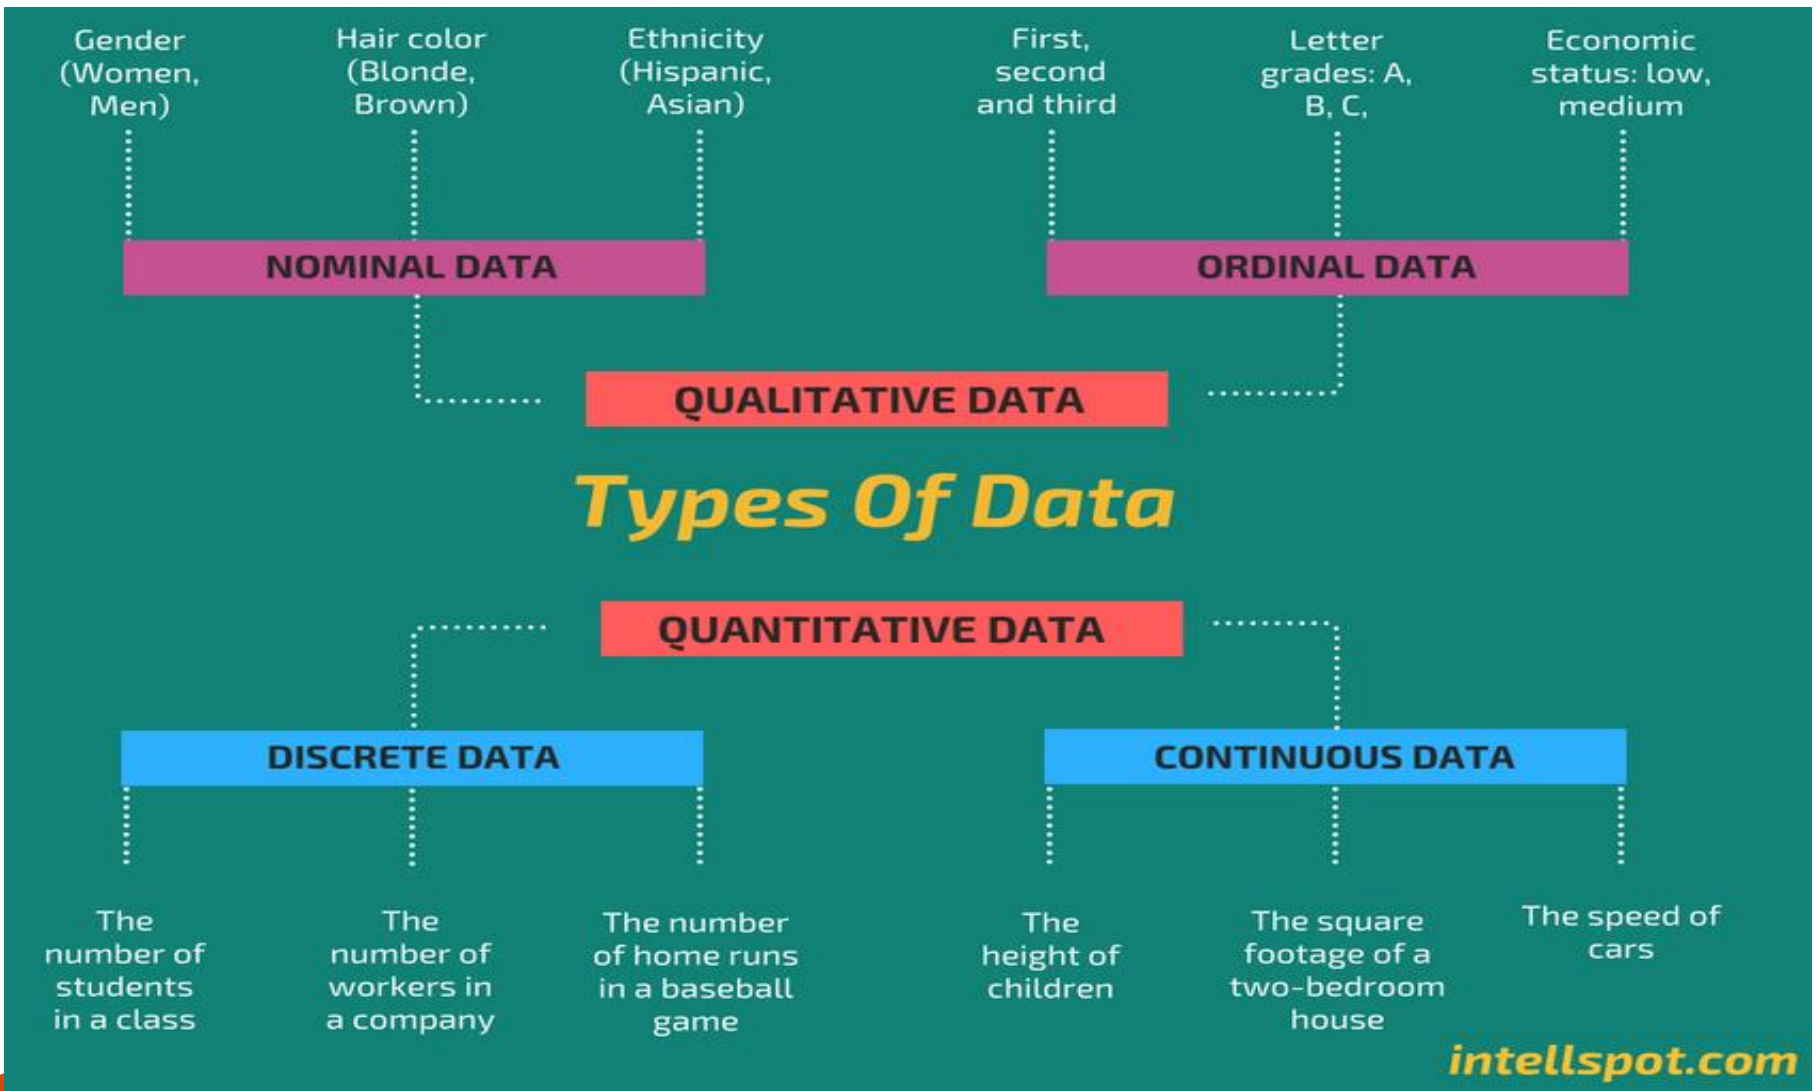 Gender
(Women,
Men)
Hair color
(Blonde,
Brown)
Ethnicity
(Hispanic,
Asian)
First,
second
and third
Letter
grades: A,
B, C,
Economic
status: low,
medium
NOMINAL DATA
ORDINAL DATA
QUALITATIVE DATA
Types Of Data
QUANTITATIVE DATA
DISCRETE DATA
CONTINUOUS DATA
The
number of
students
in a class
The
number of
workers in
a company
The number
of home runs
in a baseball
game
The
height of
children
The square
footage of a
two-bedroom
house
The speed of
cars
intellspot.com